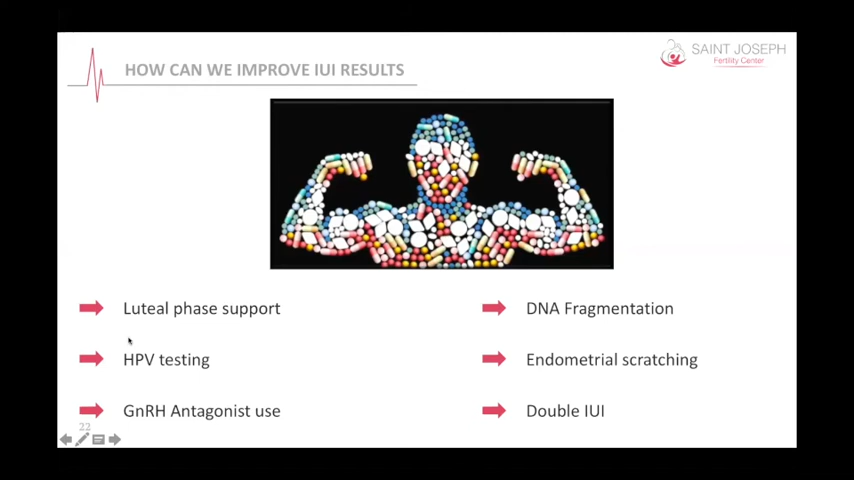 HOW CAN WE IMPROVE IUI RESULTS
SAINT JOSEPH
Fertility Center
Luteal phase support
DNA Fragmentation
HPV testing
Endometrial scratching
GnRH Antagonist use
Double IUI
22